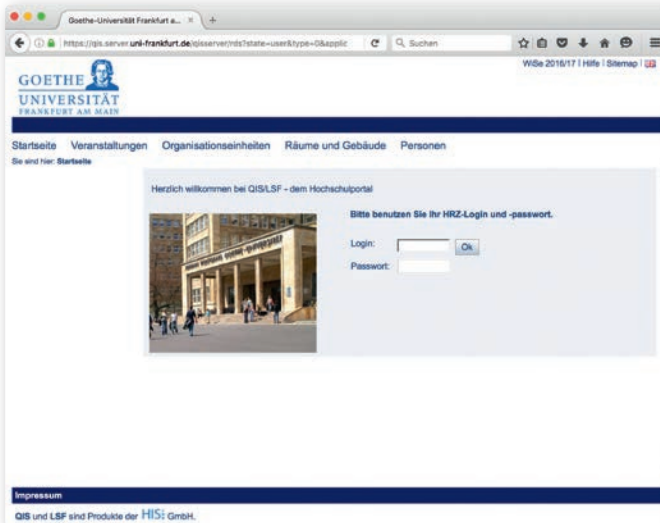 Goethe-Universität Frankfurt a...
https://qis.server.uni-frankfurt.de/qisserver/rds?state=user&type=0&applic
Suchen
WiSe 2016/17 | Hilfe | Sitemap |
GOETHE
UNIVERSITÄT
FRANKFURT AM MAIN
Startseite Veranstaltungen Organisationseinheiten Räume und Gebäude Personen
Sie sind hier: Startseite
Herzlich willkommen bei QIS/LSF - dem Hochschulportal
Bitte benutzen Sie Ihr HRZ-Login und -passwort.
Login:
Ok
Passwort:
Impressum
QIS und LSF sind Produkte der HIS GmbH.